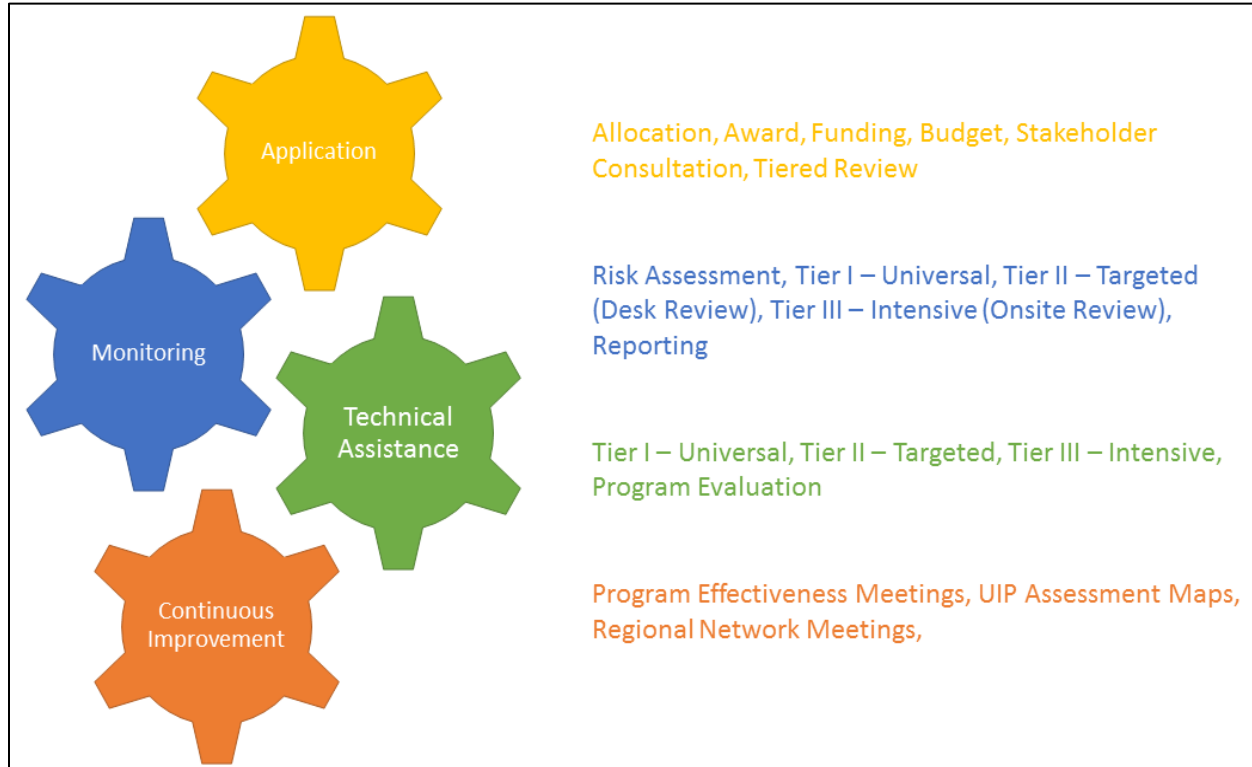 Application
Allocation, Award, Funding, Budget, Stakeholder
Consultation, Tiered Review
Monitoring
Risk Assessment, Tier I – Universal, Tier II – Targeted
(Desk Review), Tier III – Intensive (Onsite Review),
Reporting
Technical
Assistance
Tier I – Universal, Tier II – Targeted, Tier III – Intensive,
Program Evaluation
Continuous
Improvement
Program Effectiveness Meetings, UIP Assessment Maps,
Regional Network Meetings,